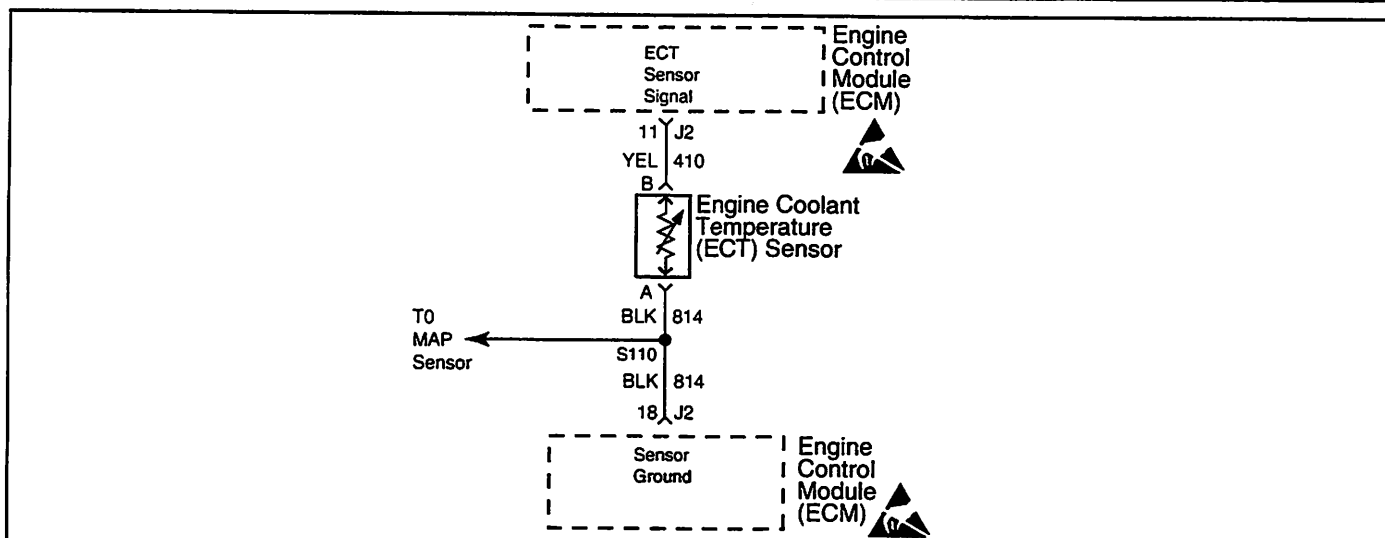 ECT
Sensor
Signal
Engine
Control
Module
(ECM)
11 J2
YEL 410
B
Engine Coolant
Temperature
(ECT) Sensor
A
BLK 814
T0
MAP
Sensor
S110
BLK 814
18 J2
Sensor
Ground
Engine
Control
Module
(ECM)